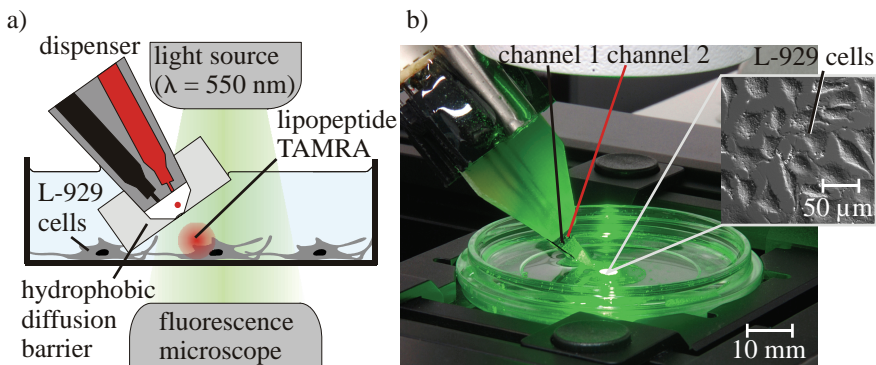 a)
dispenser
light source
(λ = 550 nm)
lipopeptide
TAMRA
L-929
cells
hydrophobic
diffusion
barrier
fluorescence
microscope
b)
channel 1 channel 2
L-929 cells
50 µm
10 mm